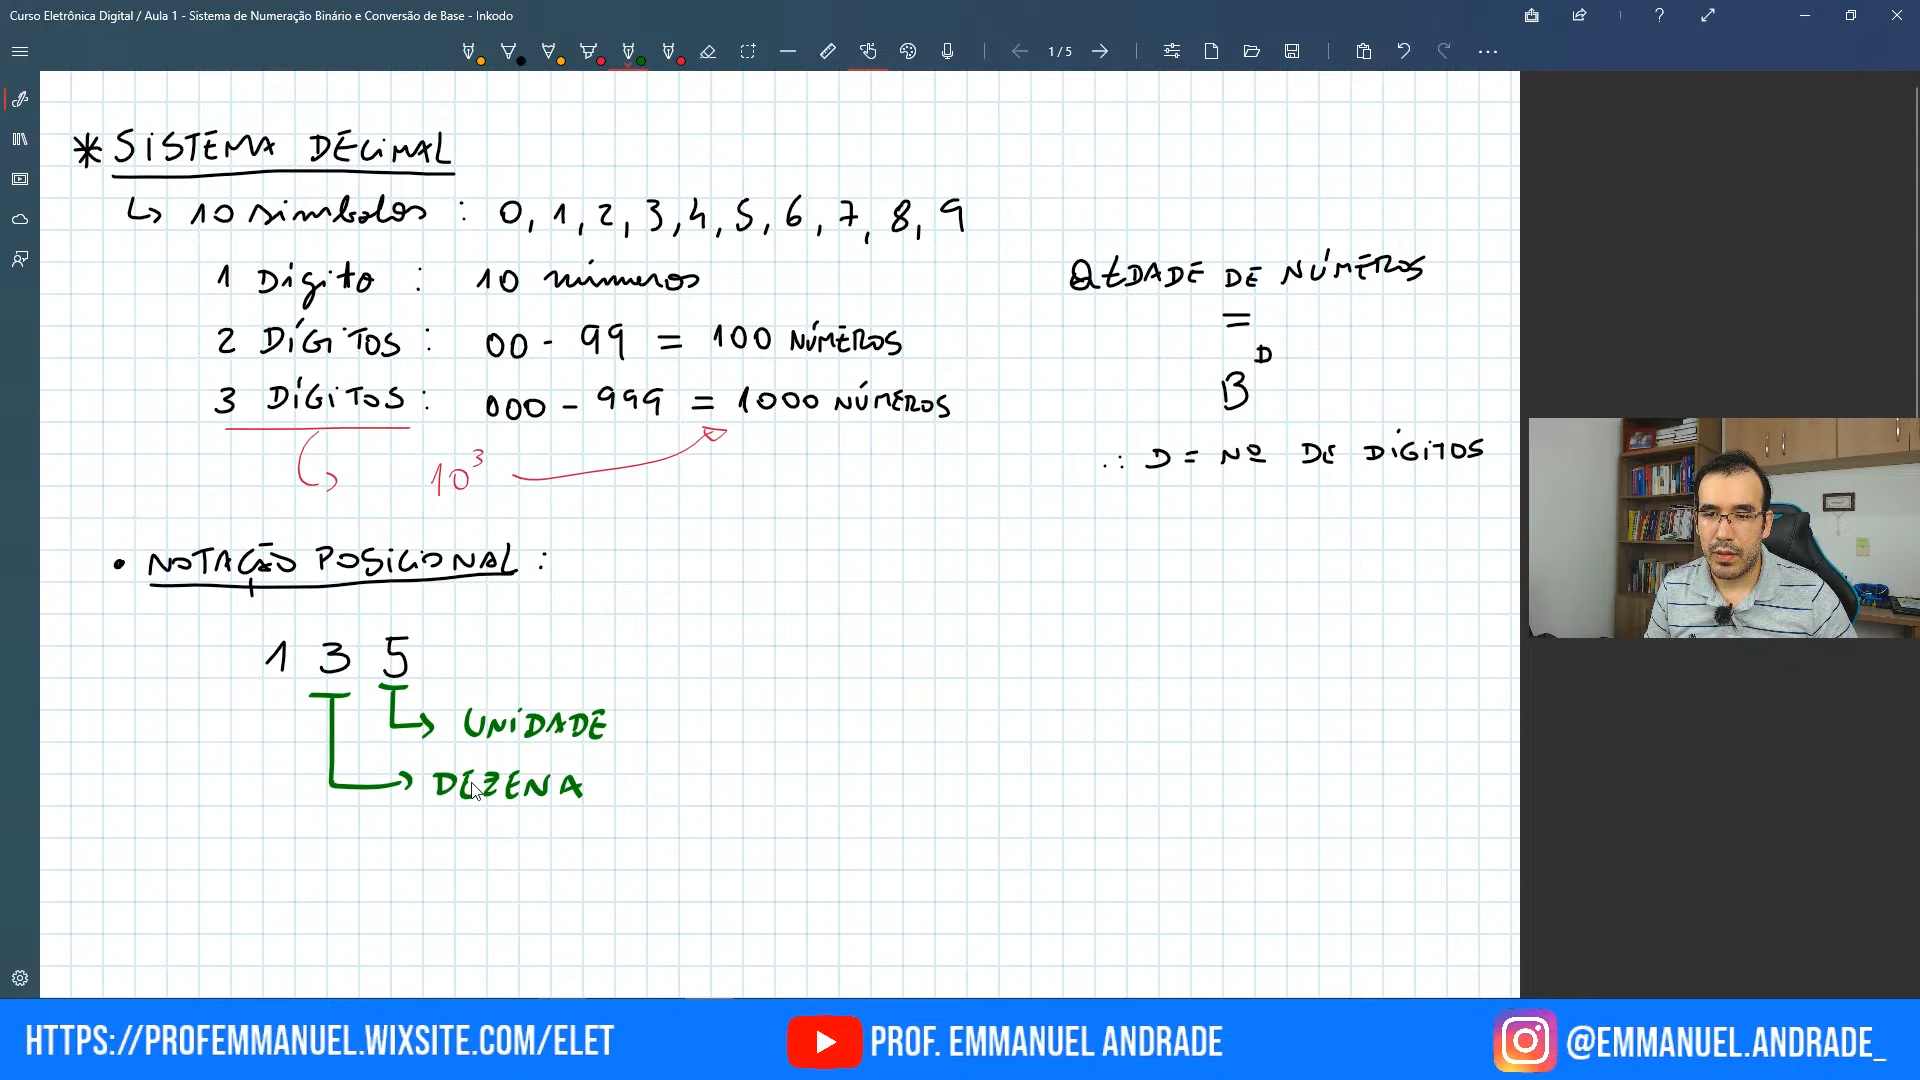 Curso Eletrônica Digital / Aula 1 - Sistema de Numeração Binário e Conversão de Base - Inkodo
1/5
* SISTEMA DECIMAL
↳ 10 simbolos : 0, 1, 2, 3, 4, 5, 6, 7, 8, 9
1 Dígito : 10 números
2 DÍGITOS : 00 - 99 = 100 NÚMEROS
3 DÍGITOS : 000 - 999 = 1000 NÚMEROS
10³
QTDADE DE NÚMEROS
=
B^D
∴ D = Nº DE DÍGITOS
• NOTAÇÃO POSICIONAL :
1 3 5
UNIDADE
DEZENA
HTTPS://PROFEMMANUEL.WIXSITE.COM/ELET
PROF. EMMANUEL ANDRADE
@EMMANUEL.ANDRADE_